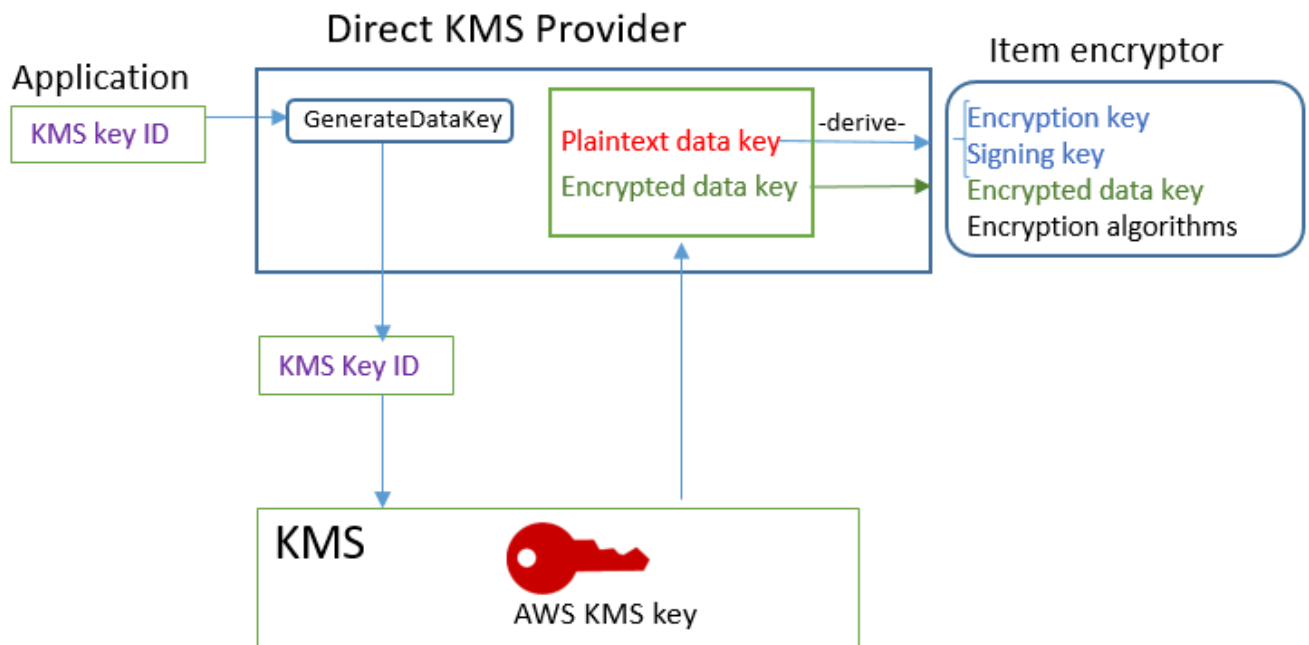 Direct KMS Provider
Item encryptor
Application
KMS key ID
GenerateDataKey
Plaintext data key
Encrypted data key
-derive-
Encryption key
Signing key
Encrypted data key
Encryption algorithms
KMS Key ID
KMS
AWS KMS key